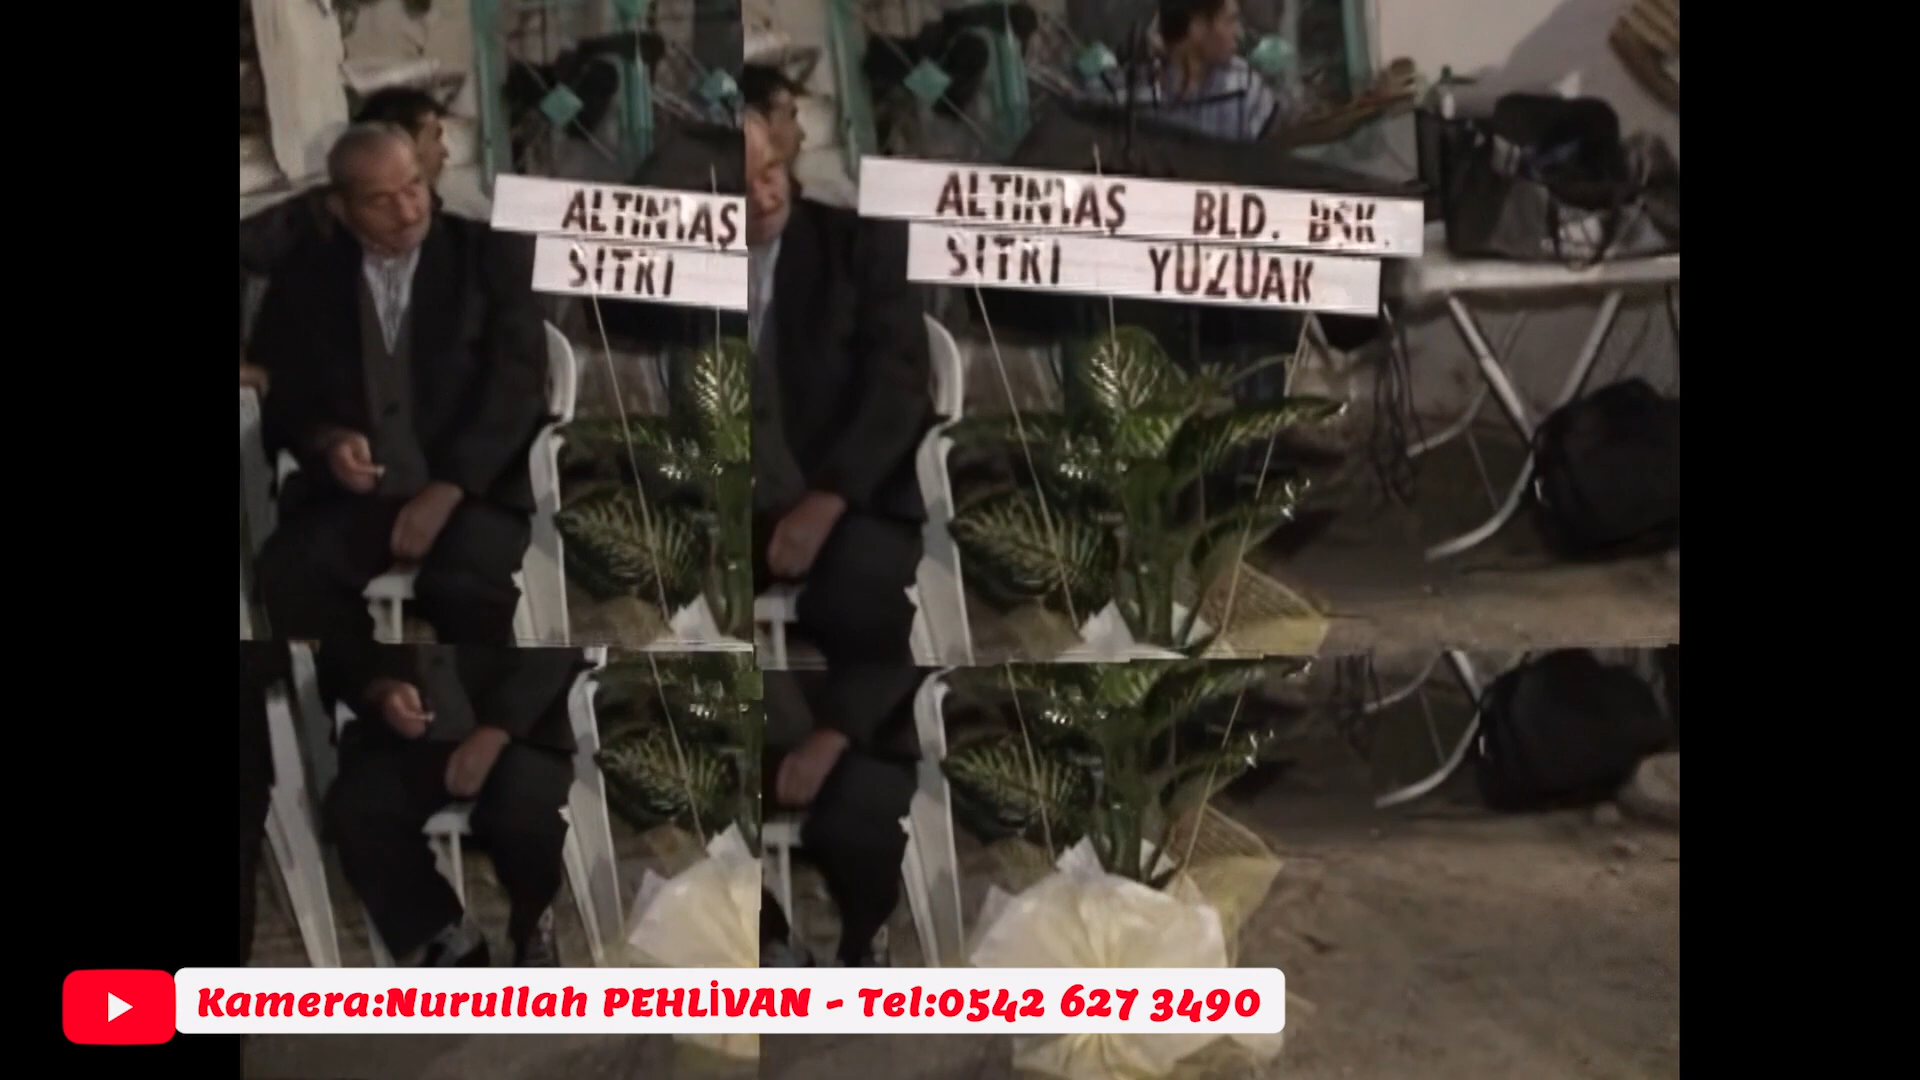 ALTINTAŞ
SITKI
ALTINTAŞ BLD. BŞK.
SITKI YÜZÜAK
Kamera:Nurullah PEHLİVAN - Tel:0542 627 3490